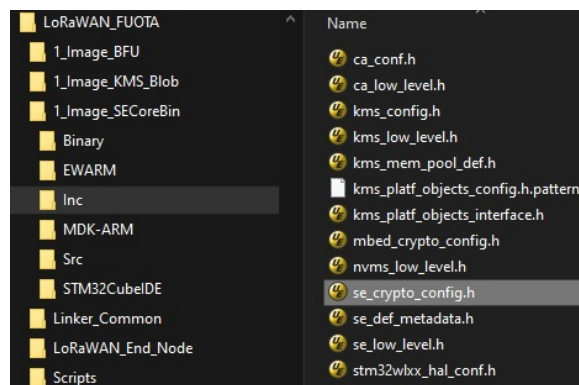 LoRaWAN_FUOTA
1_Image_BFU
1_Image_KMS_Blob
1_Image_SECoreBin
Binary
EWARM
Inc
MDK-ARM
Src
STM32CubeIDE
Linker_Common
LoRaWAN_End_Node
Scripts
Name
ca_conf.h
ca_low_level.h
kms_config.h
kms_low_level.h
kms_mem_pool_def.h
kms_platf_objects_config.h.pattern
kms_platf_objects_interface.h
mbed_crypto_config.h
nvms_low_level.h
se_crypto_config.h
se_def_metadata.h
se_low_level.h
stm32wlxx_hal_conf.h